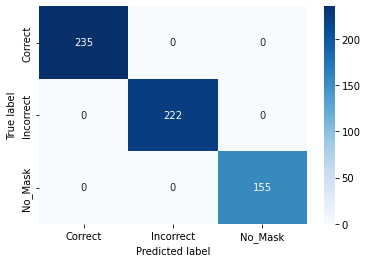 Correct 235 0 0
Incorrect 0 222 0
No_Mask 0 0 155
Correct Incorrect No_Mask
Predicted label
True label
200
150
100
50
0